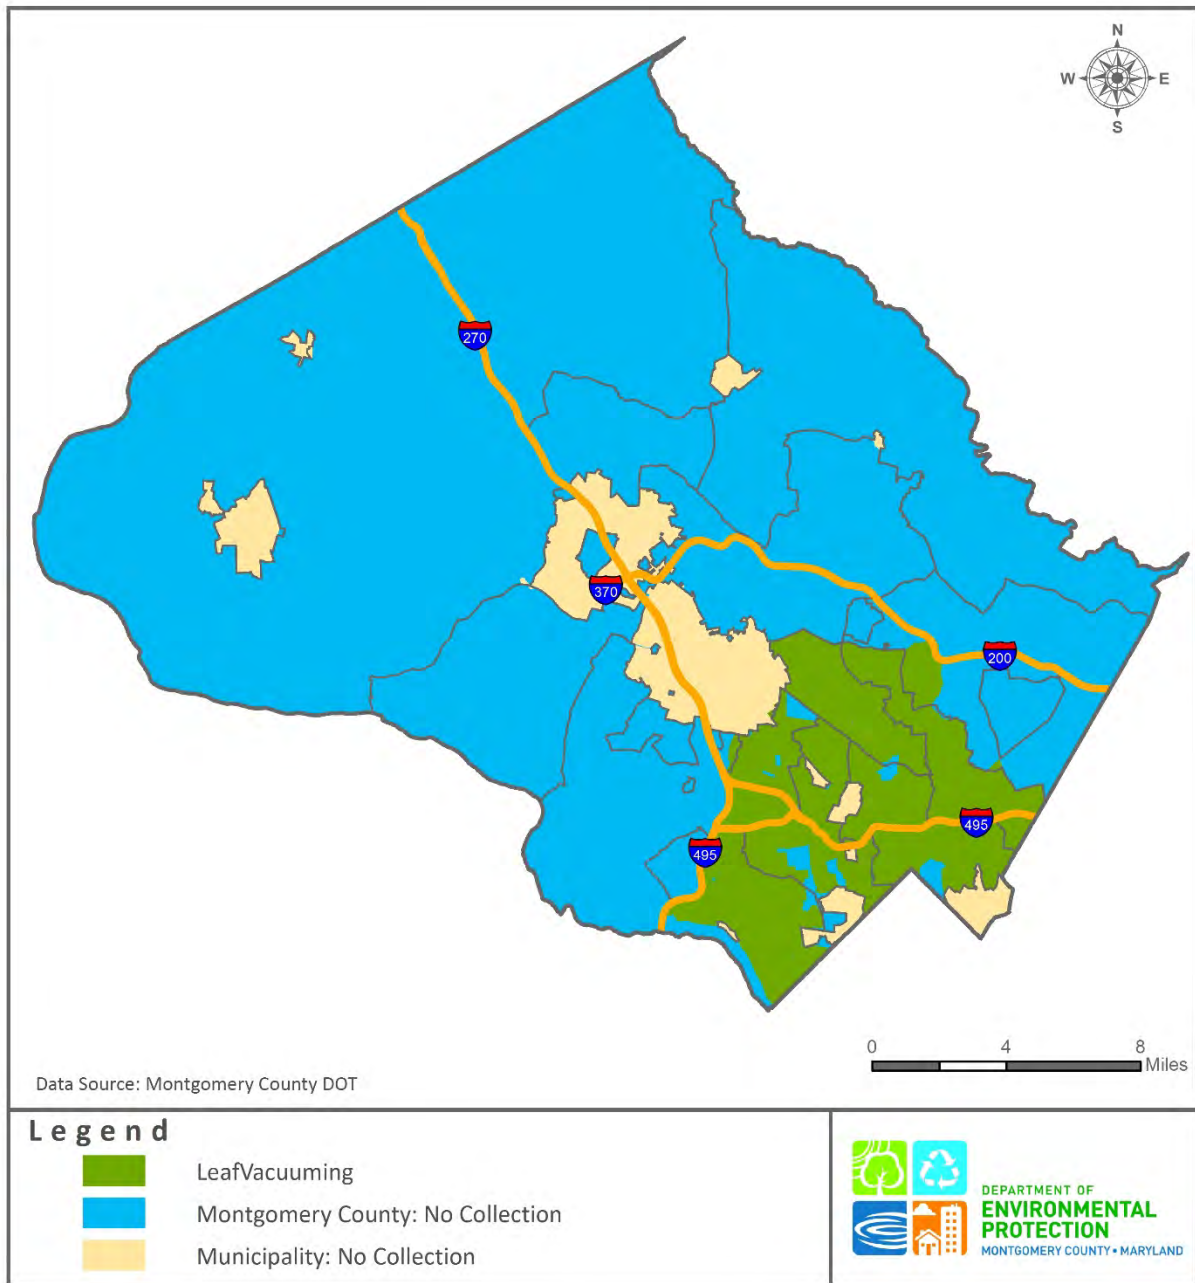 N
W E
S
270
370
200
495
495
0 4 8
Miles
Data Source: Montgomery County DOT
Legend
LeafVacuuming
Montgomery County: No Collection
Municipality: No Collection
DEPARTMENT OF
ENVIRONMENTAL
PROTECTION
MONTGOMERY COUNTY • MARYLAND